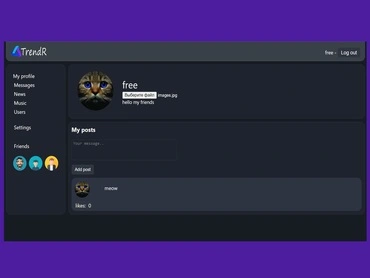 TrendR
free -
Log out
My profile
Messages
News
Music
Users
Settings
Friends
free
Выберите файл images.jpg
hello my friends
My posts
Your message...
Add post
meow
likes: 0